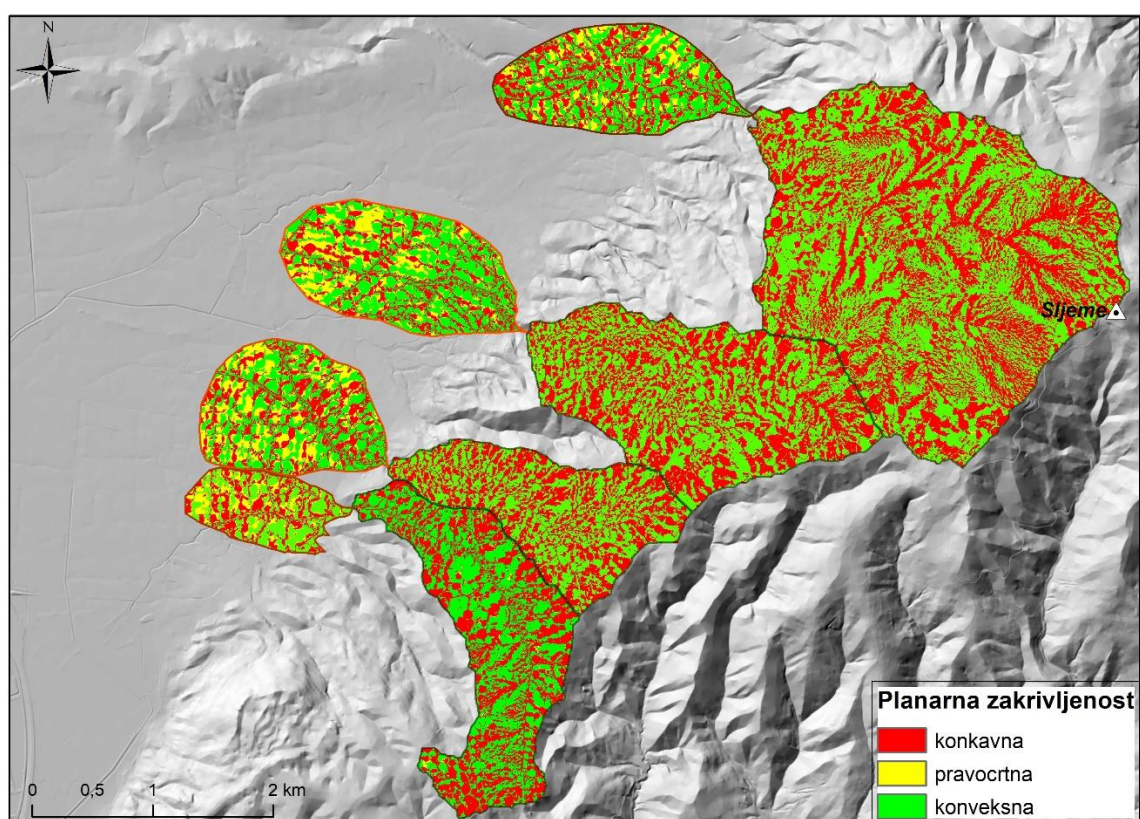 N
Sljeme
Planarna zakrivljenost
konkavna
pravocrtna
konveksna
0 0,5 1 2 km